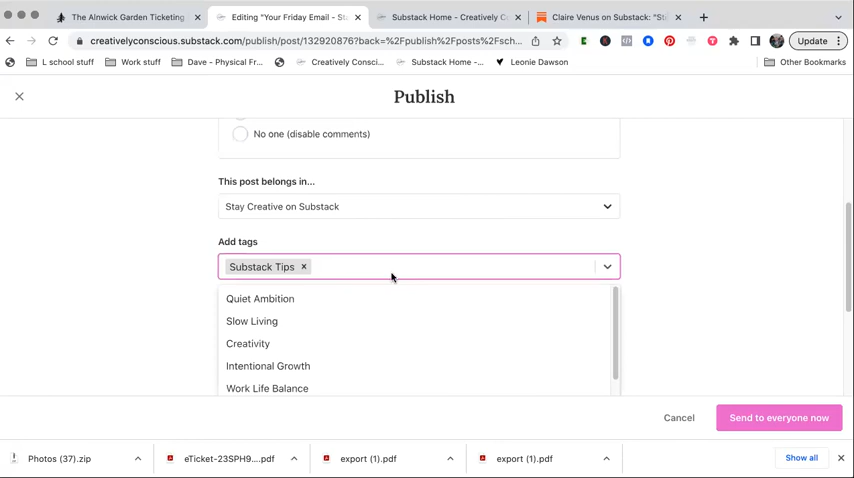 The Alnwick Garden Ticketing
Editing "Your Friday Email - St
Substack Home - Creatively C
Claire Venus on Substack: "St
creativelyconscious.substack.com/publish/post/132920876?back=%2Fpublish%2Fposts%2Fsch...
Update
L school stuff
Work stuff
Dave - Physical Fr...
Creatively Consci...
Substack Home -...
Leonie Dawson
Other Bookmarks
Publish
No one (disable comments)
This post belongs in...
Stay Creative on Substack
Add tags
Substack Tips
Quiet Ambition
Slow Living
Creativity
Intentional Growth
Work Life Balance
Cancel
Send to everyone now
Photos (37).zip
eTicket-23SPH9....pdf
export (1).pdf
export (1).pdf
Show all